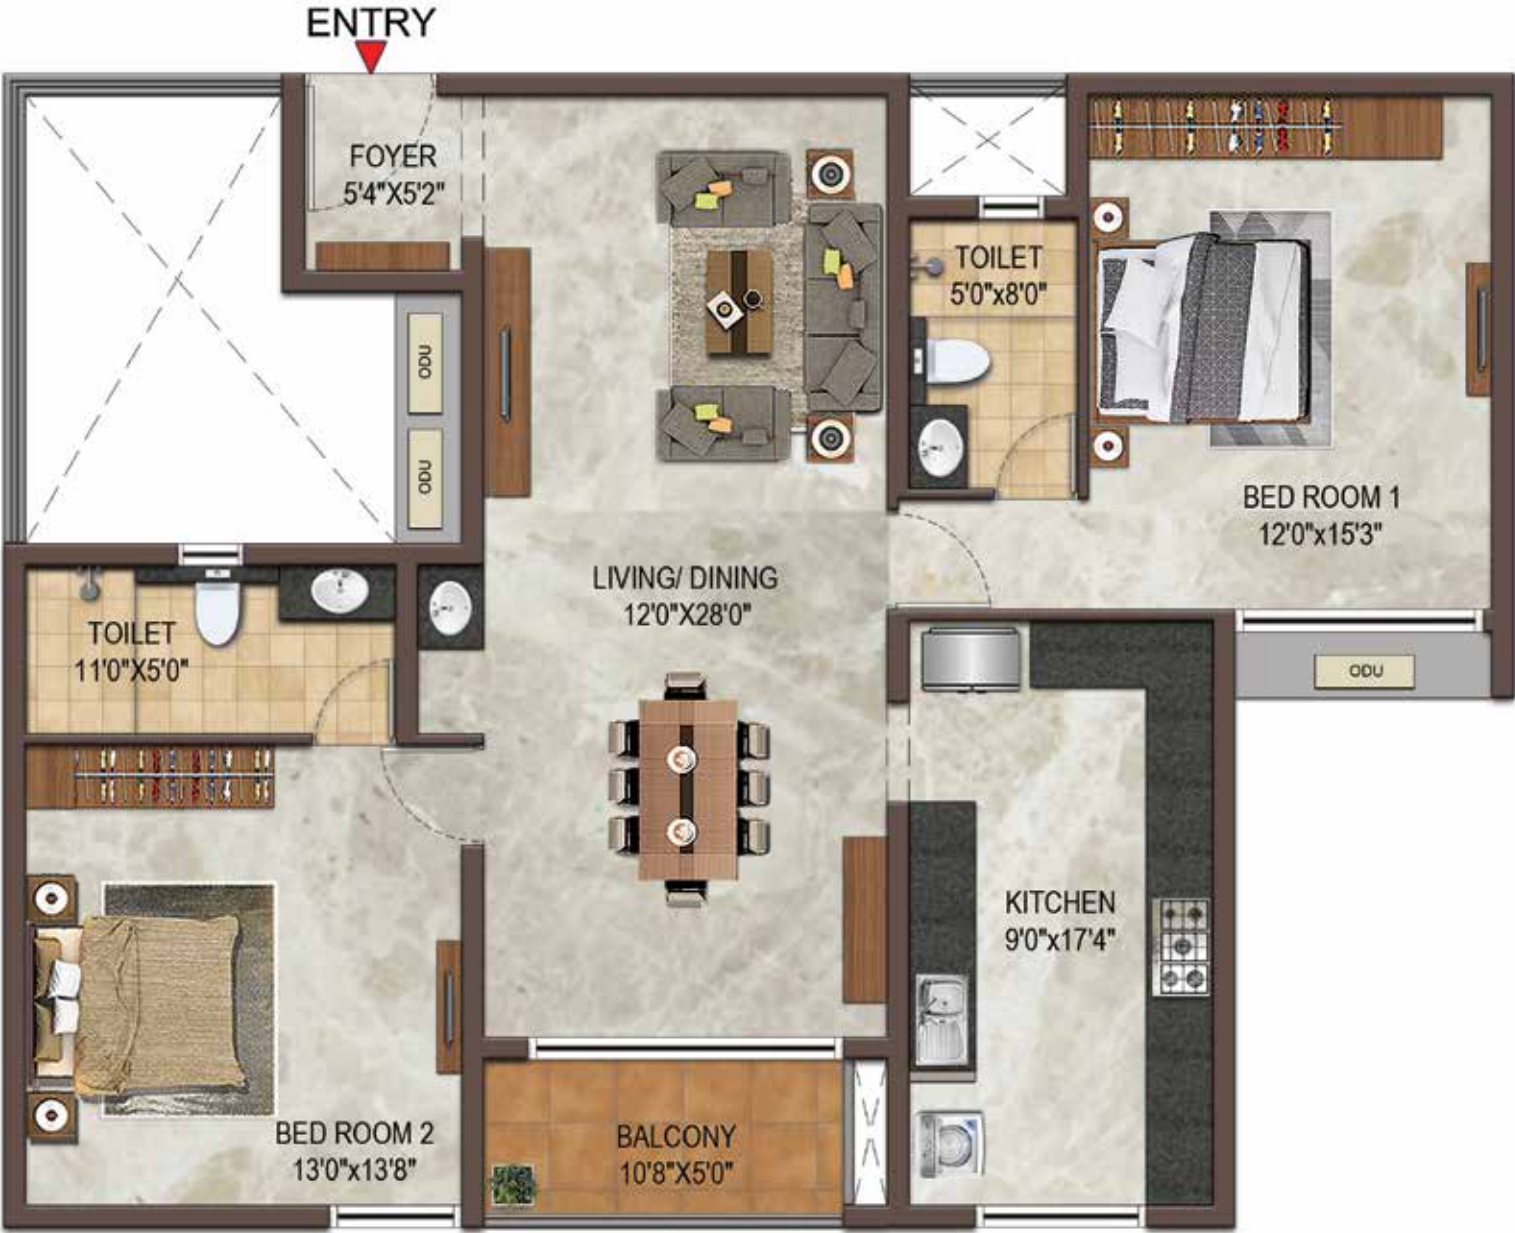 ENTRY
FOYER
5'4"X5'2"
TOILET
5'0"x8'0"
ODU
ODU
BED ROOM 1
12'0"x15'3"
LIVING/ DINING
12'0"X28'0"
TOILET
11'0"X5'0"
ODU
KITCHEN
9'0"x17'4"
BED ROOM 2
13'0"x13'8"
BALCONY
10'8"X5'0"